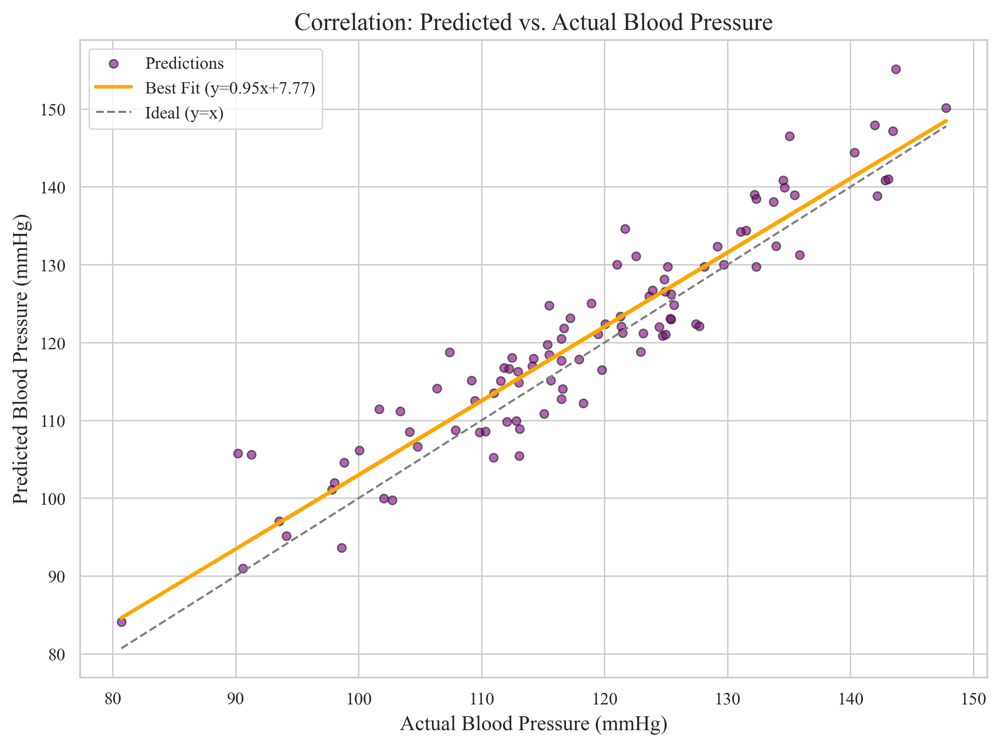 Correlation: Predicted vs. Actual Blood Pressure
Predictions
Best Fit (y=0.95x+7.77)
Ideal (y=x)
Predicted Blood Pressure (mmHg)
150
140
130
120
110
100
90
80
80 90 100 110 120 130 140 150
Actual Blood Pressure (mmHg)